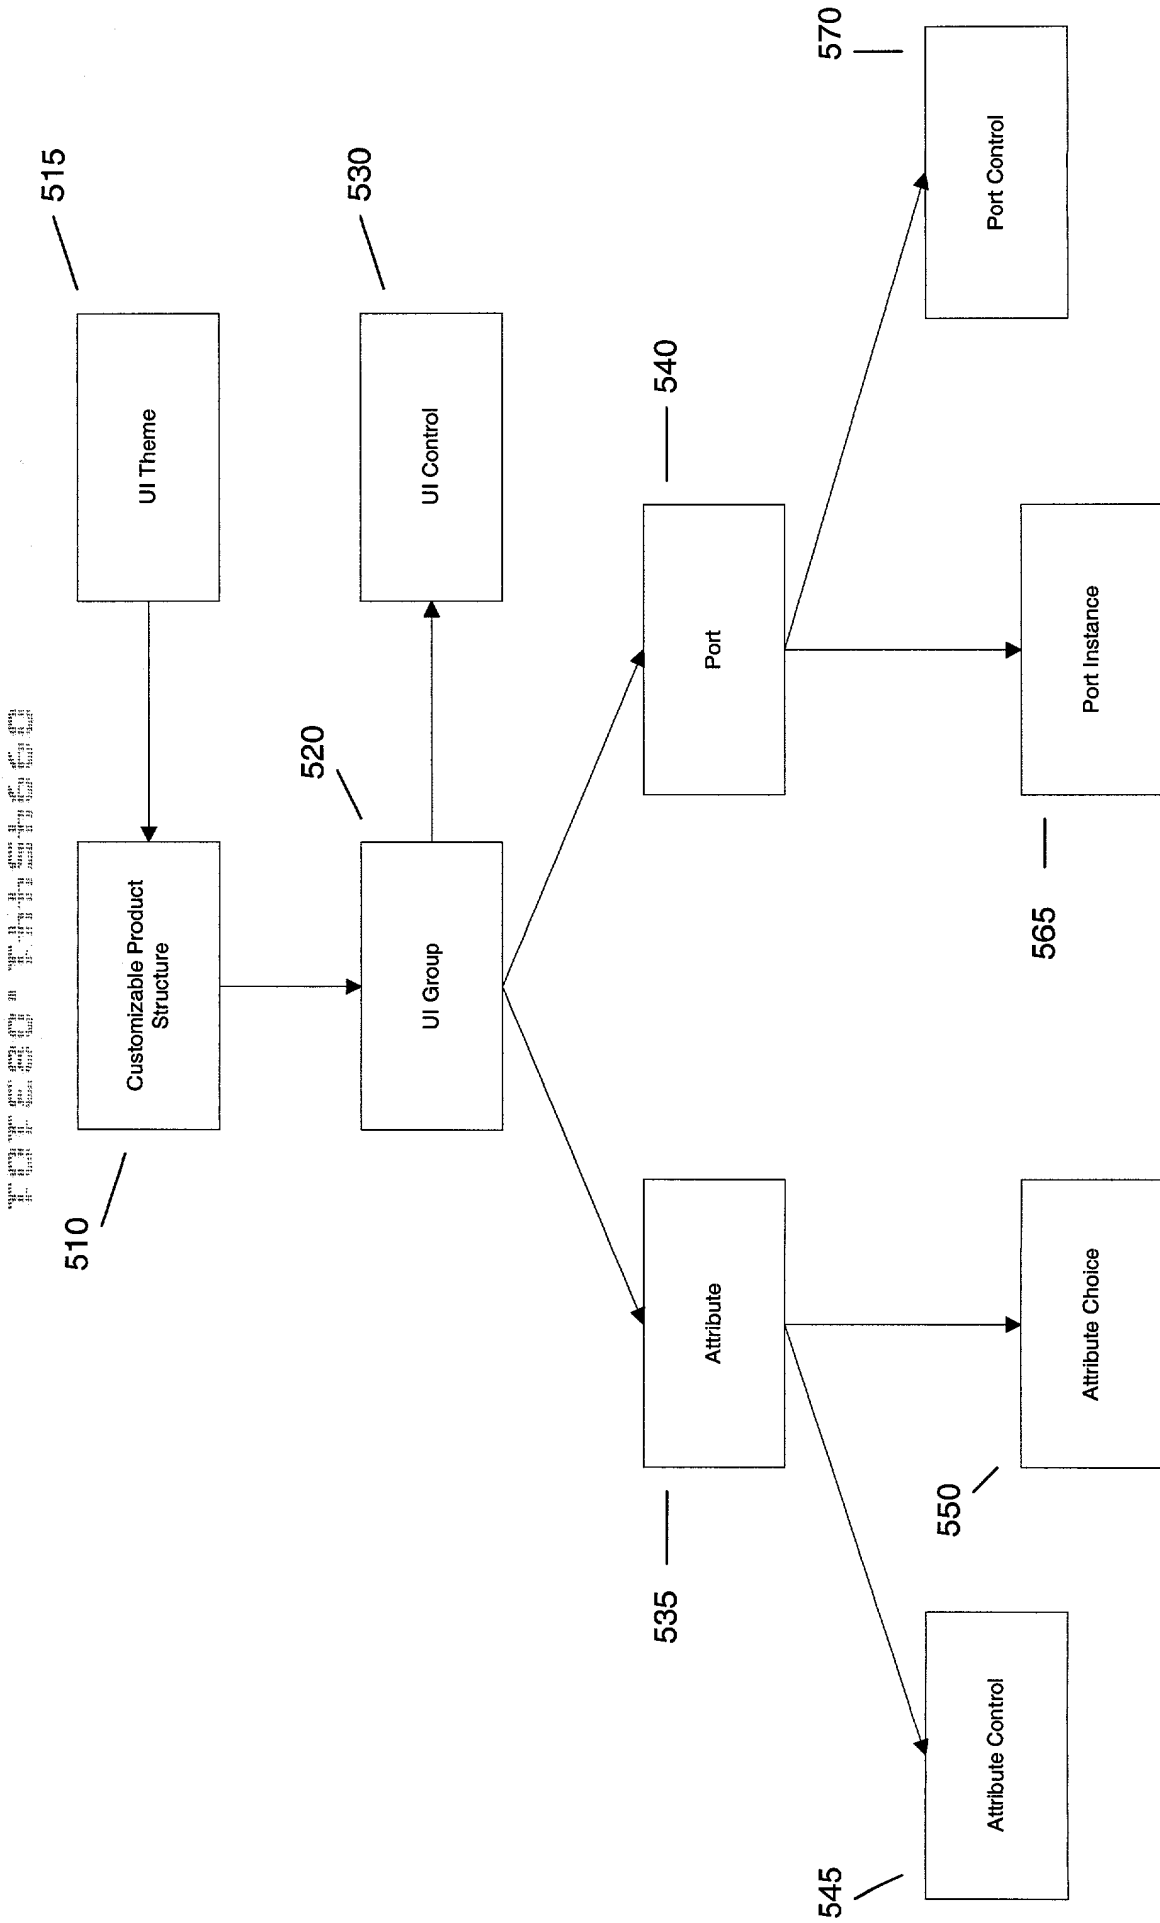 510
Customizable Product
Structure
UI Theme
515
520
UI Group
UI Control
530
535
Attribute
Port
540
545
Attribute Control
550
Attribute Choice
565
Port Instance
Port Control
570